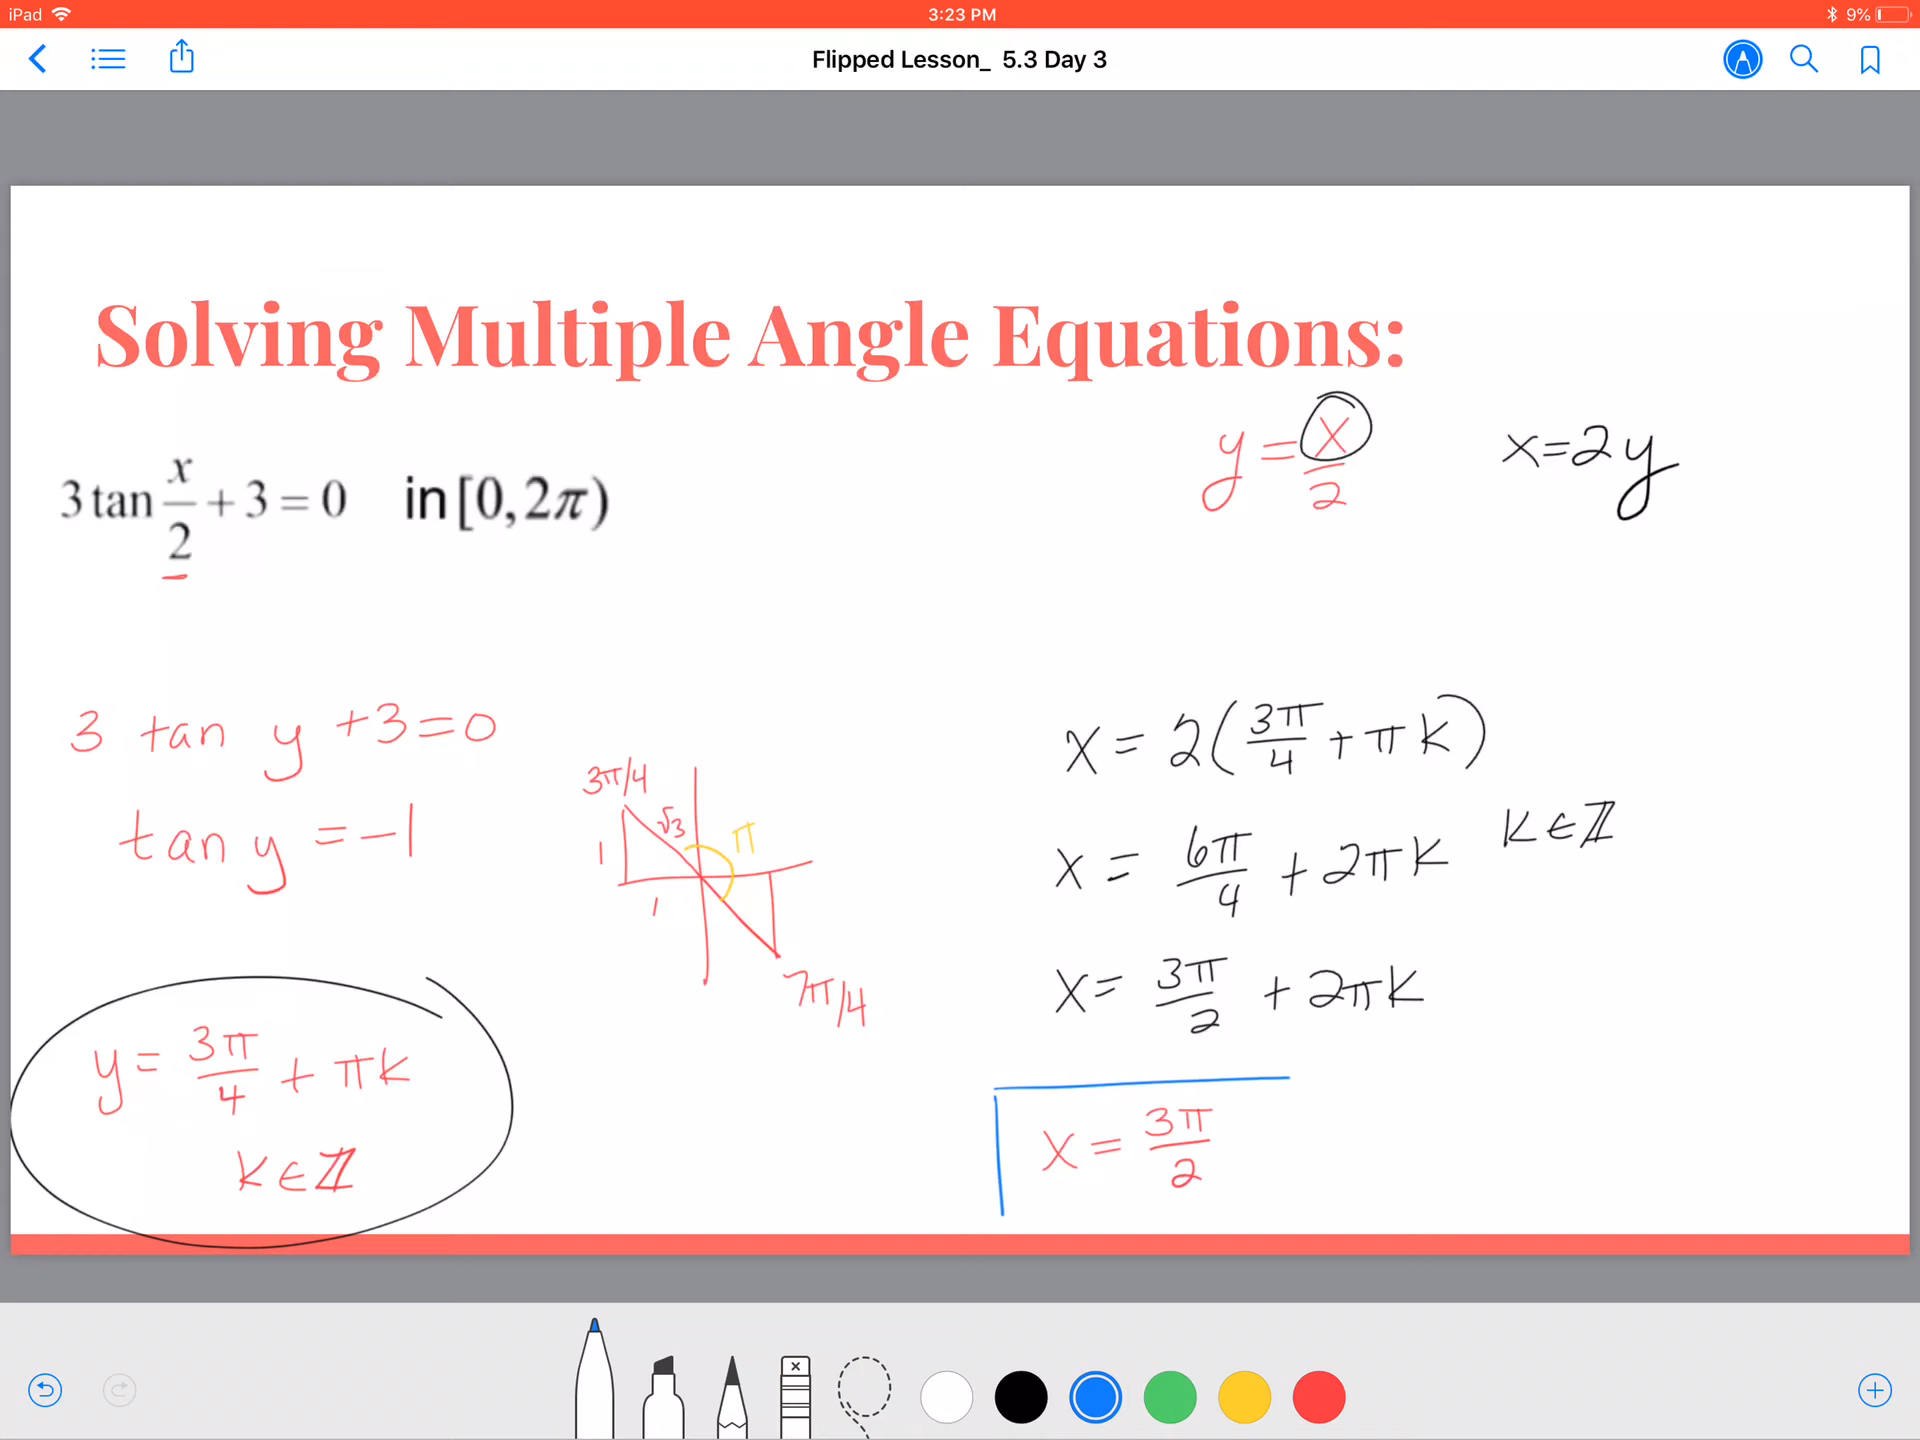 iPad 3:23 PM 9%
Flipped Lesson_ 5.3 Day 3
Solving Multiple Angle Equations:
y = x/2 x=2y
3 tan x/2 + 3 = 0 in [0, 2π)
3 tan y +3=0
tan y = -1
3π/4
√3
π
1
1
7π/4
y = 3π/4 + πk
k ∈ ℤ
x = 2(3π/4 + πk)
x = 6π/4 + 2πk k ∈ ℤ
x = 3π/2 + 2πk
x = 3π/2